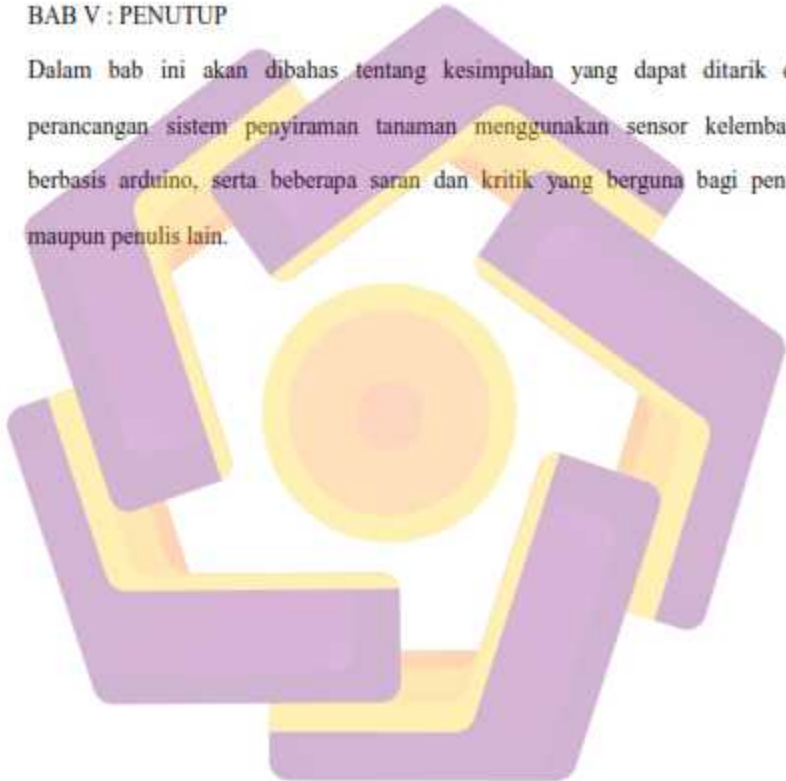 BAB V : PENUTUP
Dalam bab ini akan dibahas tentang kesimpulan yang dapat ditarik
perancangan sistem penyiraman tanaman menggunakan sensor
berbasis arduino, serta beberapa saran dan kritik yang berguna bagi
maupun penulis lain.